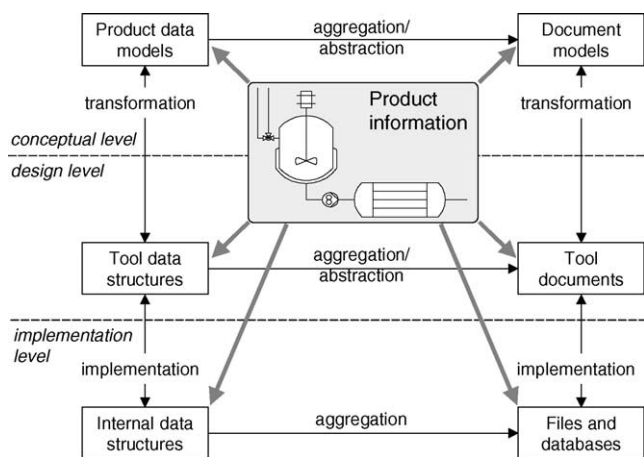 Product data
models
aggregation/
abstraction
Document
models
transformation
Product
information
transformation
conceptual level
design level
Tool data
structures
aggregation/
abstraction
Tool
documents
implementation
level
implementation
implementation
Internal data
structures
aggregation
Files and
databases